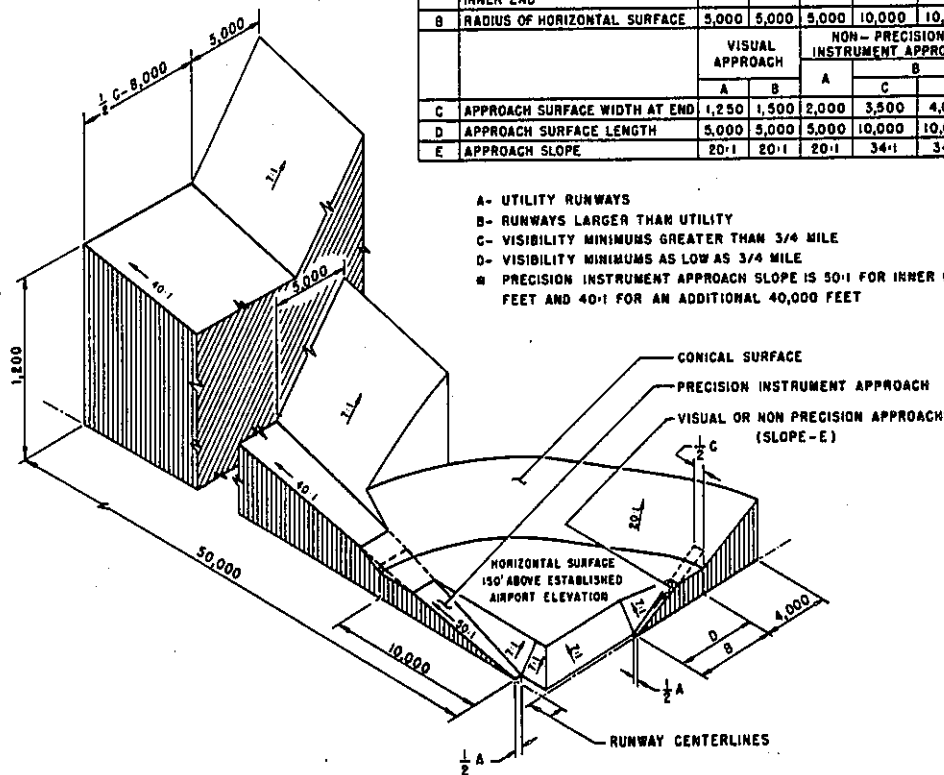 INNER END
B RADIUS OF HORIZONTAL SURFACE 5,000 5,000 5,000 10,000 10,
VISUAL APPROACH NON-PRECISION INSTRUMENT APPRO
A B A B
C
C APPROACH SURFACE WIDTH AT END 1,250 1,500 2,000 3,500 4,
D APPROACH SURFACE LENGTH 5,000 5,000 5,000 10,000 10,0
E APPROACH SLOPE 20:1 20:1 20:1 34:1 34
A- UTILITY RUNWAYS
B- RUNWAYS LARGER THAN UTILITY
C- VISIBILITY MINIMUMS GREATER THAN 3/4 MILE
D- VISIBILITY MINIMUMS AS LOW AS 3/4 MILE
* PRECISION INSTRUMENT APPROACH SLOPE IS 50:1 FOR INNER
FEET AND 40:1 FOR AN ADDITIONAL 40,000 FEET
5,000
1/2 C-8,000
7:1
40:1
5,000
1,200
CONICAL SURFACE
PRECISION INSTRUMENT APPROACH
VISUAL OR NON PRECISION APPROACH
(SLOPE-E)
1/2 C
7:1
40:1
40:1
20:1
50,000
HORIZONTAL SURFACE
150' ABOVE ESTABLISHED
AIRPORT ELEVATION
50:1
7:1
7:1
7:1
7:1
7:1
4,000
D
B
10,000
1/2 A
RUNWAY CENTERLINES
1/2 A